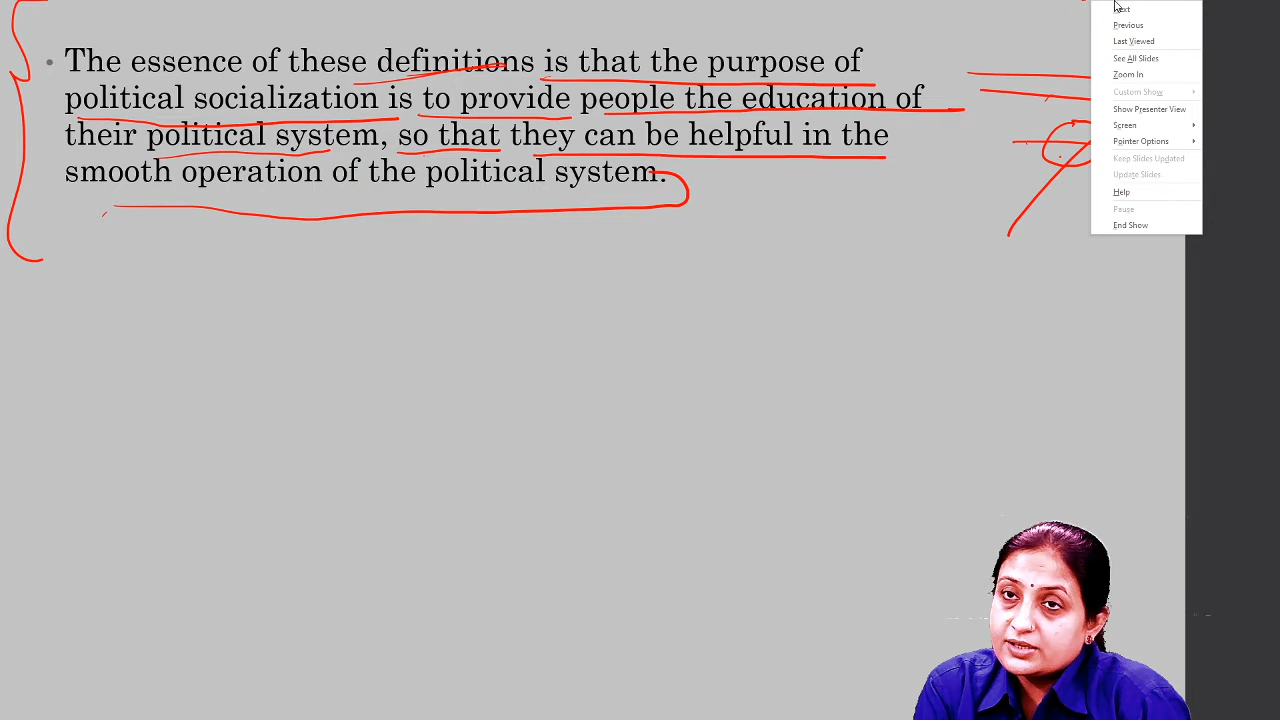 The essence of these definitions is that the purpose of
political socialization is to provide people the education of
their political system, so that they can be helpful in the
smooth operation of the political system.
Next
Previous
Last Viewed
See All Slides
Zoom In
Custom Show
Show Presenter View
Screen
Pointer Options
Keep Slides Updated
Update Slides
Help
Pause
End Show